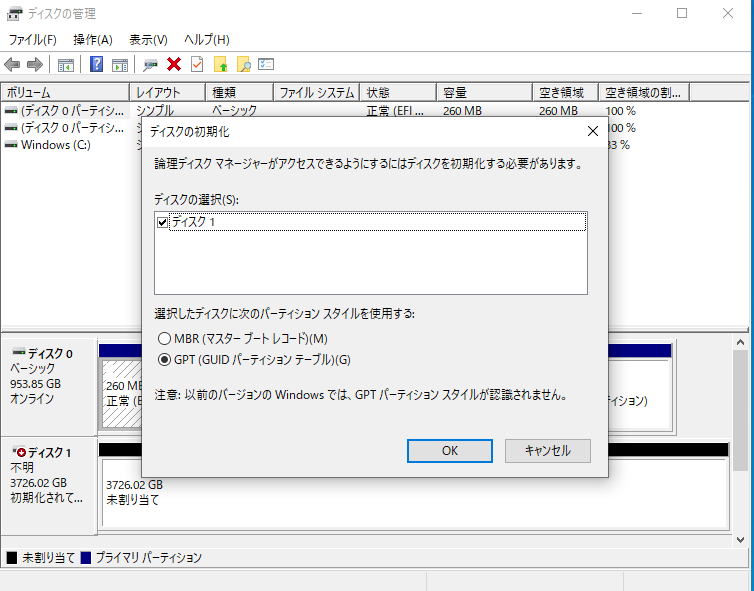 ディスクの管理
ファイル(F) 操作(A) 表示(V) ヘルプ(H)
ボリューム レイアウト 種類 ファイル システム 状態 容量 空き領域 空き領域の割...
(ディスク 0 パーティシ... シンプル ベーシック 正常 (EFI ... 260 MB 260 MB 100 %
(ディスク 0 パーティシ... 100 %
Windows (C:)
ディスクの初期化
論理ディスク マネージャーがアクセスできるようにするにはディスクを初期化する必要があります。
ディスクの選択(S):
ディスク 1
選択したディスクに次のパーティション スタイルを使用する:
MBR (マスター ブート レコード)(M)
GPT (GUID パーティション テーブル)(G)
注意: 以前のバージョンの Windows では、GPT パーティション スタイルが認識されません。
OK キャンセル
ディスク 0
ベーシック
953.85 GB
オンライン
260 ME
正常 (E
ィション)
ディスク 1
不明
3726.02 GB
初期化されて...
3726.02 GB
未割り当て
未割り当て プライマリ パーティション